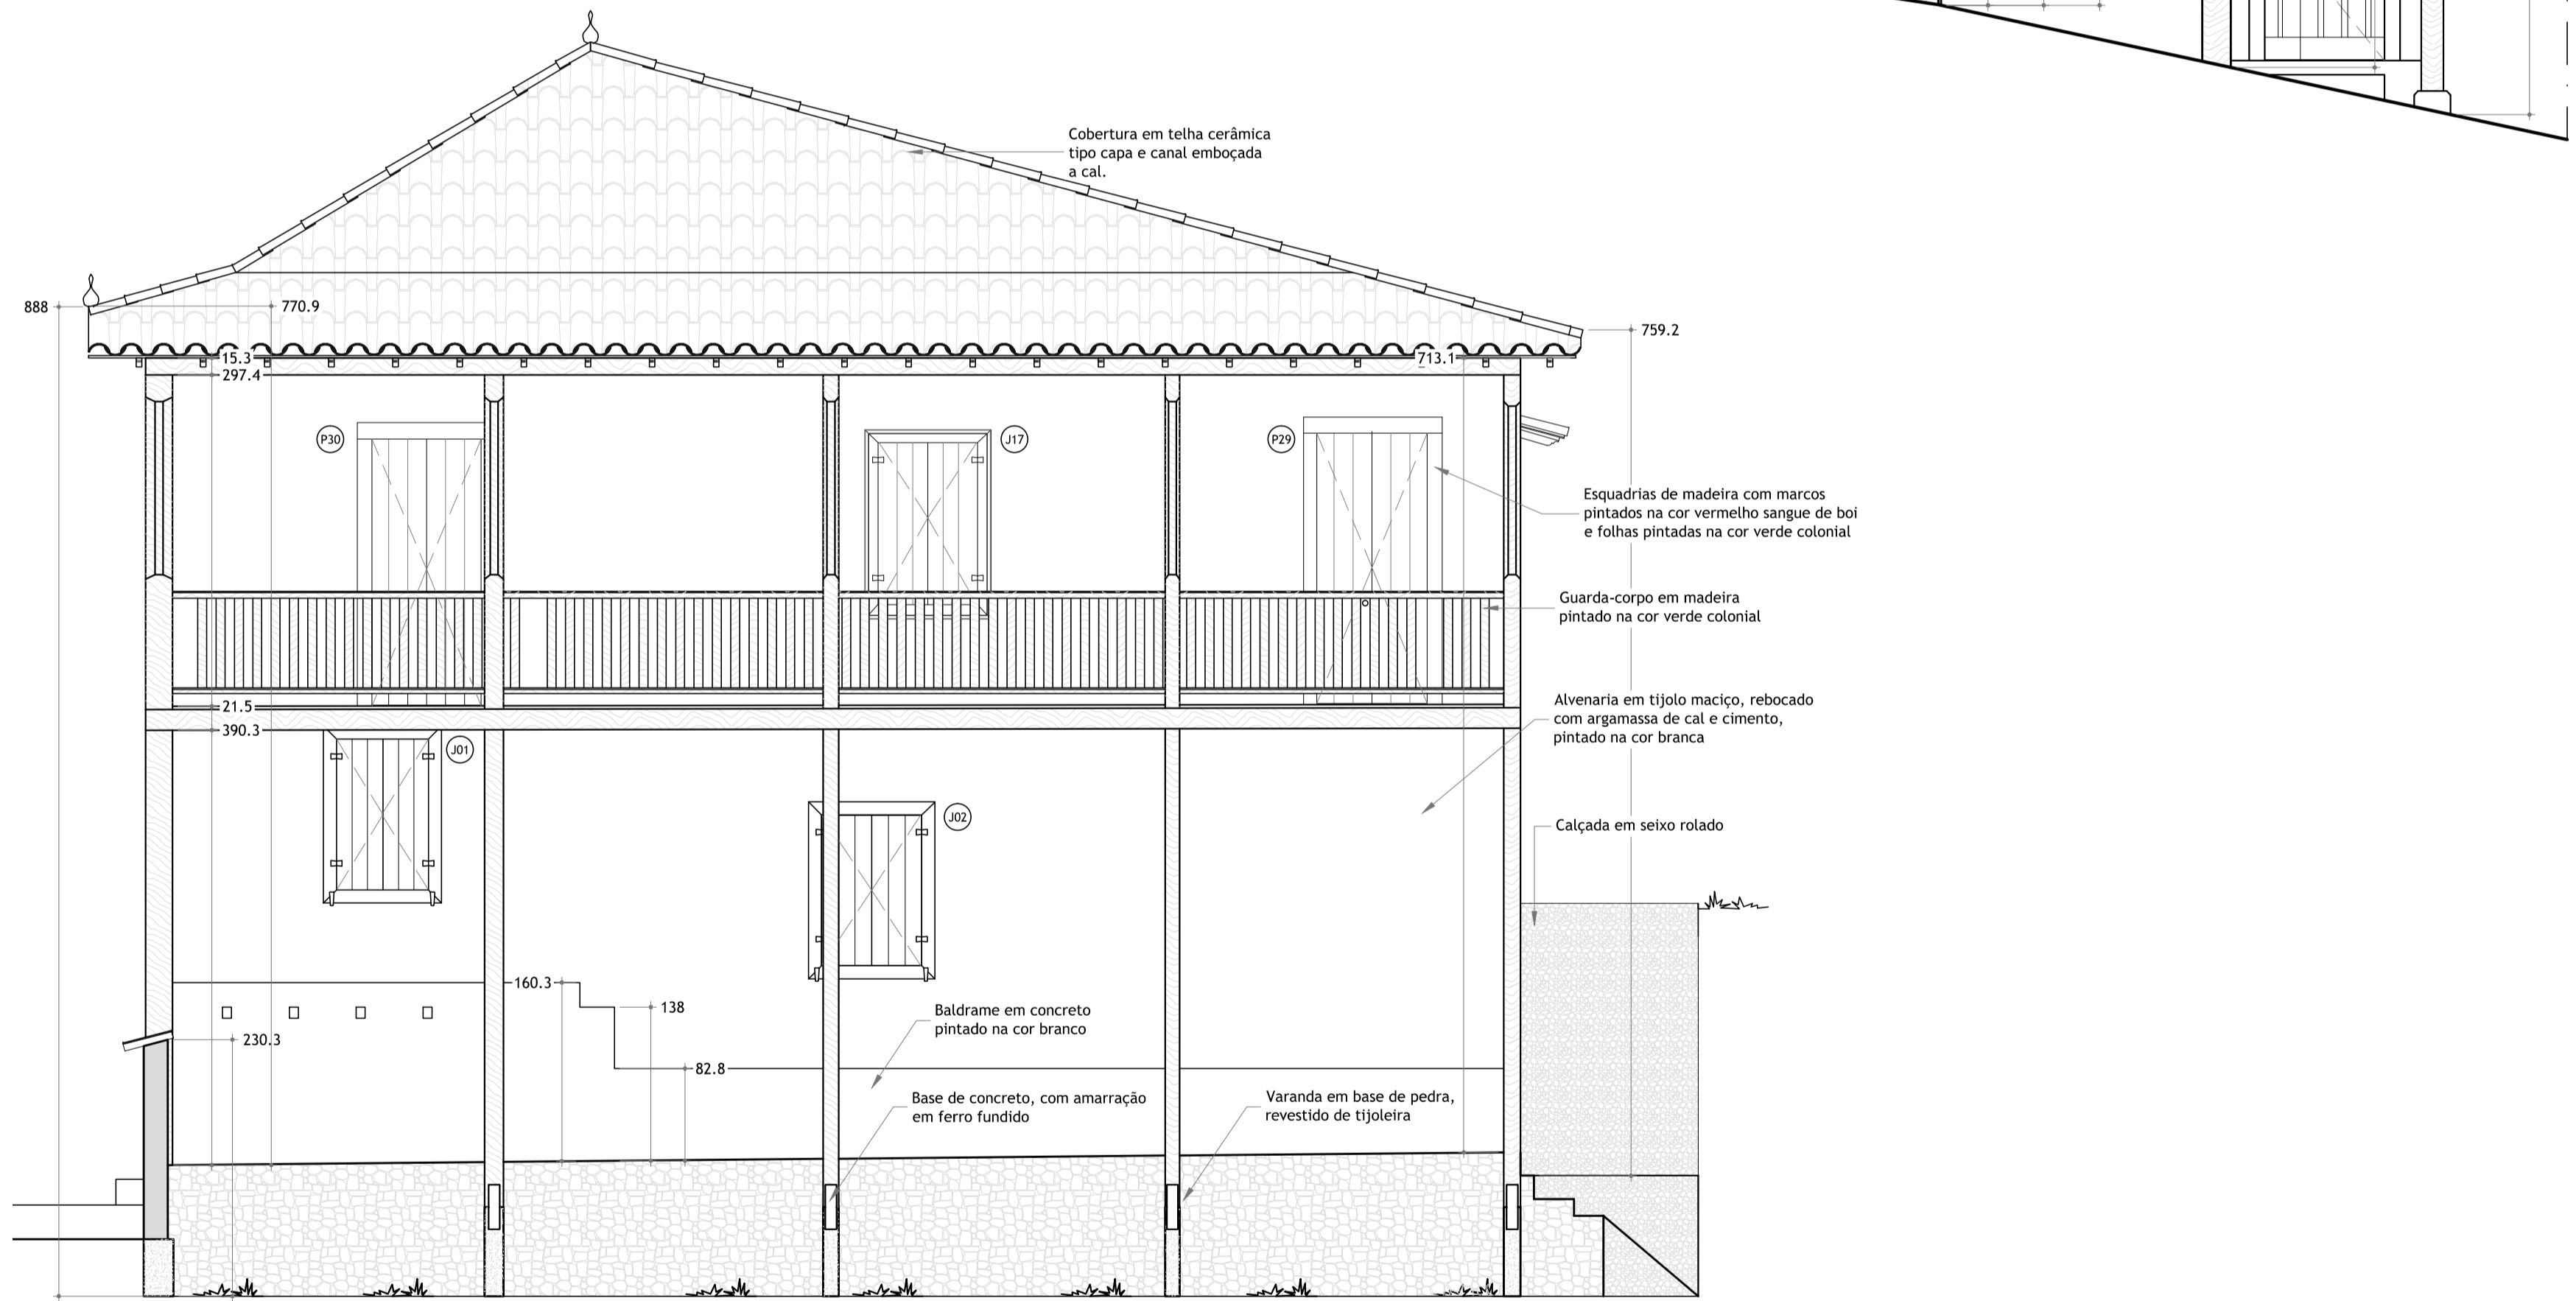 Cobertura em telha cerâmica
tipo capa e canal emboçada
a cal.
888
770.9
759.2
15.3
713.1
297.4
P30
J17
P29
Esquadrias de madeira com marcos
pintados na cor vermelho sangue de boi
e folhas pintadas na cor verde colonial
Guarda-corpo em madeira
pintado na cor verde colonial
21.5
390.3
Alvenaria em tijolo maciço, rebocado
com argamassa de cal e cimento,
pintado na cor branca
J01
J02
Calçada em seixo rolado
160.3
138
Baldrame em concreto
pintado na cor branco
230.3
82.8
Base de concreto, com amarração
em ferro fundido
Varanda em base de pedra,
revestido de tijoleira